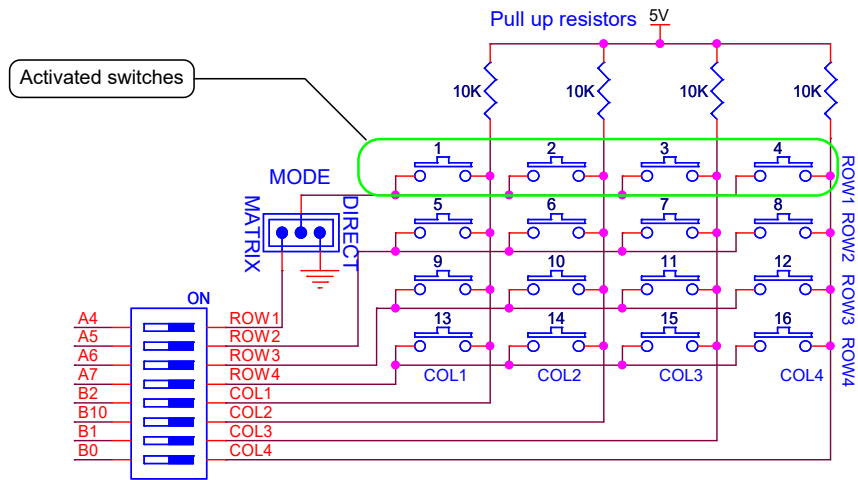 Pull up resistors 5V
Activated switches
10K 10K 10K 10K
1 2 3 4
ROW1
MODE
MATRIX
DIRECT
5 6 7 8
ROW2
9 10 11 12
ROW3
13 14 15 16
ROW4
COL1 COL2 COL3 COL4
ON
A4 ROW1
A5 ROW2
A6 ROW3
A7 ROW4
B2 COL1
B10 COL2
B1 COL3
B0 COL4